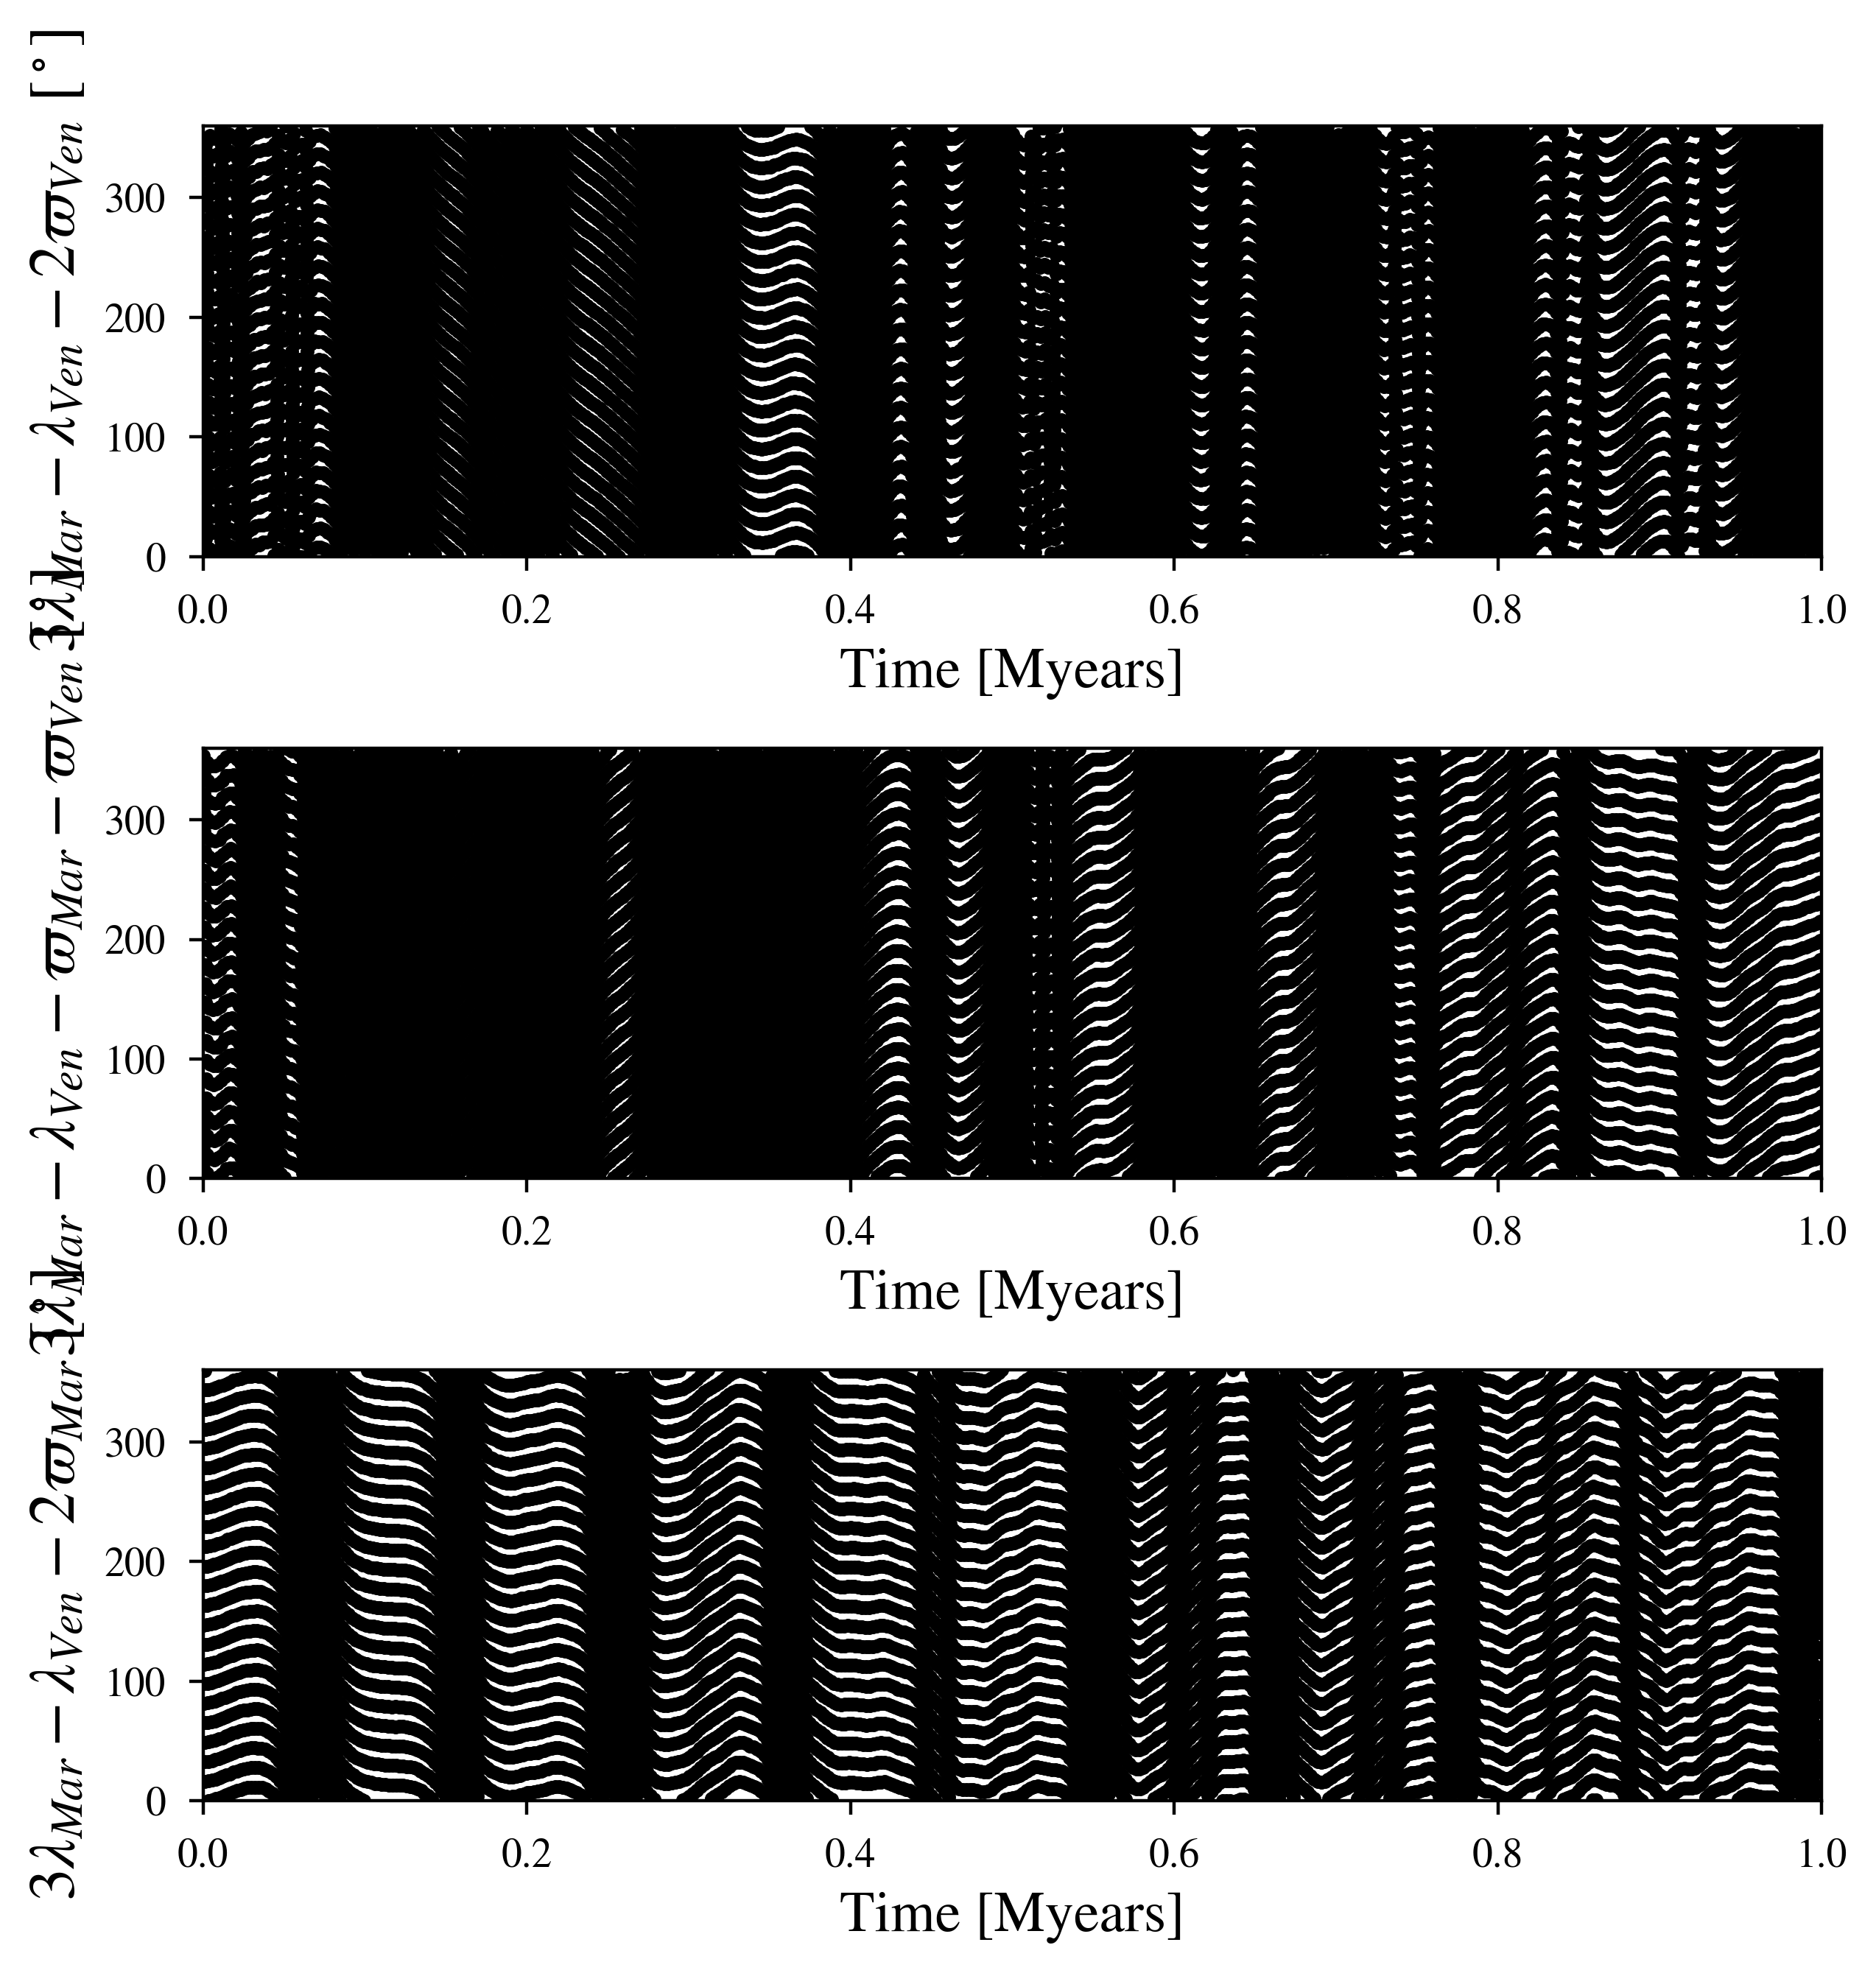 3λ_Mar − λ_Ven − 2ϖ_Ven [°]
300
200
100
0
0.0 0.2 0.4 0.6 0.8 1.0
Time [Myears]
3λ_Mar − λ_Ven − ϖ_Mar − ϖ_Ven [°]
300
200
100
0
0.0 0.2 0.4 0.6 0.8 1.0
Time [Myears]
3λ_Mar − λ_Ven − 2ϖ_Mar [°]
300
200
100
0
0.0 0.2 0.4 0.6 0.8 1.0
Time [Myears]